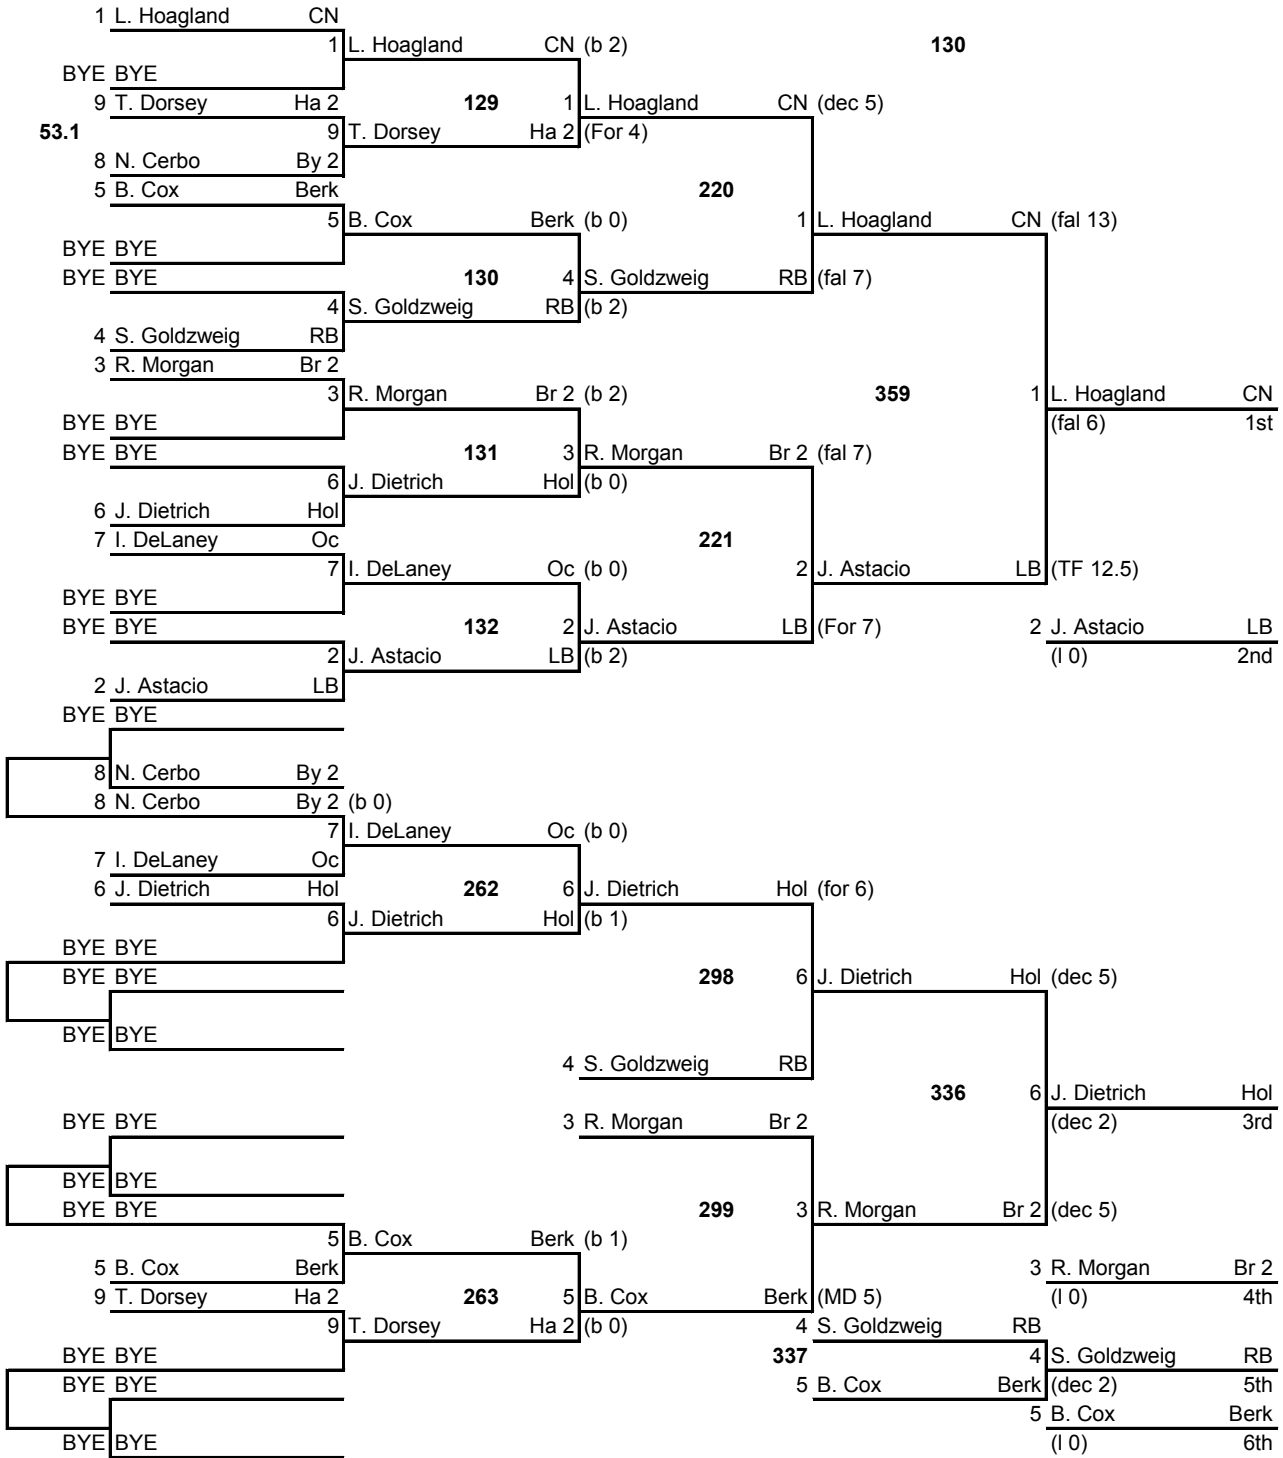 1 L. Hoagland CN
1 L. Hoagland CN (b 2) 130
BYE BYE
9 T. Dorsey Ha 2 129 1 L. Hoagland CN (dec 5)
53.1 9 T. Dorsey Ha 2 (For 4)
8 N. Cerbo By 2
5 B. Cox Berk 220
5 B. Cox Berk (b 0) 1 L. Hoagland CN (fal 13)
BYE BYE
BYE BYE 130 4 S. Goldzweig RB (fal 7)
4 S. Goldzweig RB (b 2)
4 S. Goldzweig RB
3 R. Morgan Br 2
3 R. Morgan Br 2 (b 2) 359 1 L. Hoagland CN
BYE BYE (fal 6) 1st
BYE BYE 131 3 R. Morgan Br 2 (fal 7)
6 J. Dietrich Hol (b 0)
6 J. Dietrich Hol
7 I. DeLaney Oc 221
7 I. DeLaney Oc (b 0) 2 J. Astacio LB (TF 12.5)
BYE BYE
BYE BYE 132 2 J. Astacio LB (For 7) 2 J. Astacio LB
2 J. Astacio LB (b 2) (l 0) 2nd
2 J. Astacio LB
BYE BYE
8 N. Cerbo By 2
8 N. Cerbo By 2 (b 0)
7 I. DeLaney Oc (b 0)
7 I. DeLaney Oc
6 J. Dietrich Hol 262 6 J. Dietrich Hol (for 6)
6 J. Dietrich Hol (b 1)
BYE BYE
BYE BYE 298 6 J. Dietrich Hol (dec 5)
BYE BYE
4 S. Goldzweig RB
336 6 J. Dietrich Hol
BYE BYE 3 R. Morgan Br 2 (dec 2) 3rd
BYE BYE
BYE BYE 299 3 R. Morgan Br 2 (dec 5)
5 B. Cox Berk (b 1)
5 B. Cox Berk 3 R. Morgan Br 2
9 T. Dorsey Ha 2 263 5 B. Cox Berk (MD 5) (l 0) 4th
9 T. Dorsey Ha 2 (b 0) 4 S. Goldzweig RB
BYE BYE 337 4 S. Goldzweig RB
BYE BYE 5 B. Cox Berk (dec 2) 5th
5 B. Cox Berk
BYE BYE (l 0) 6th